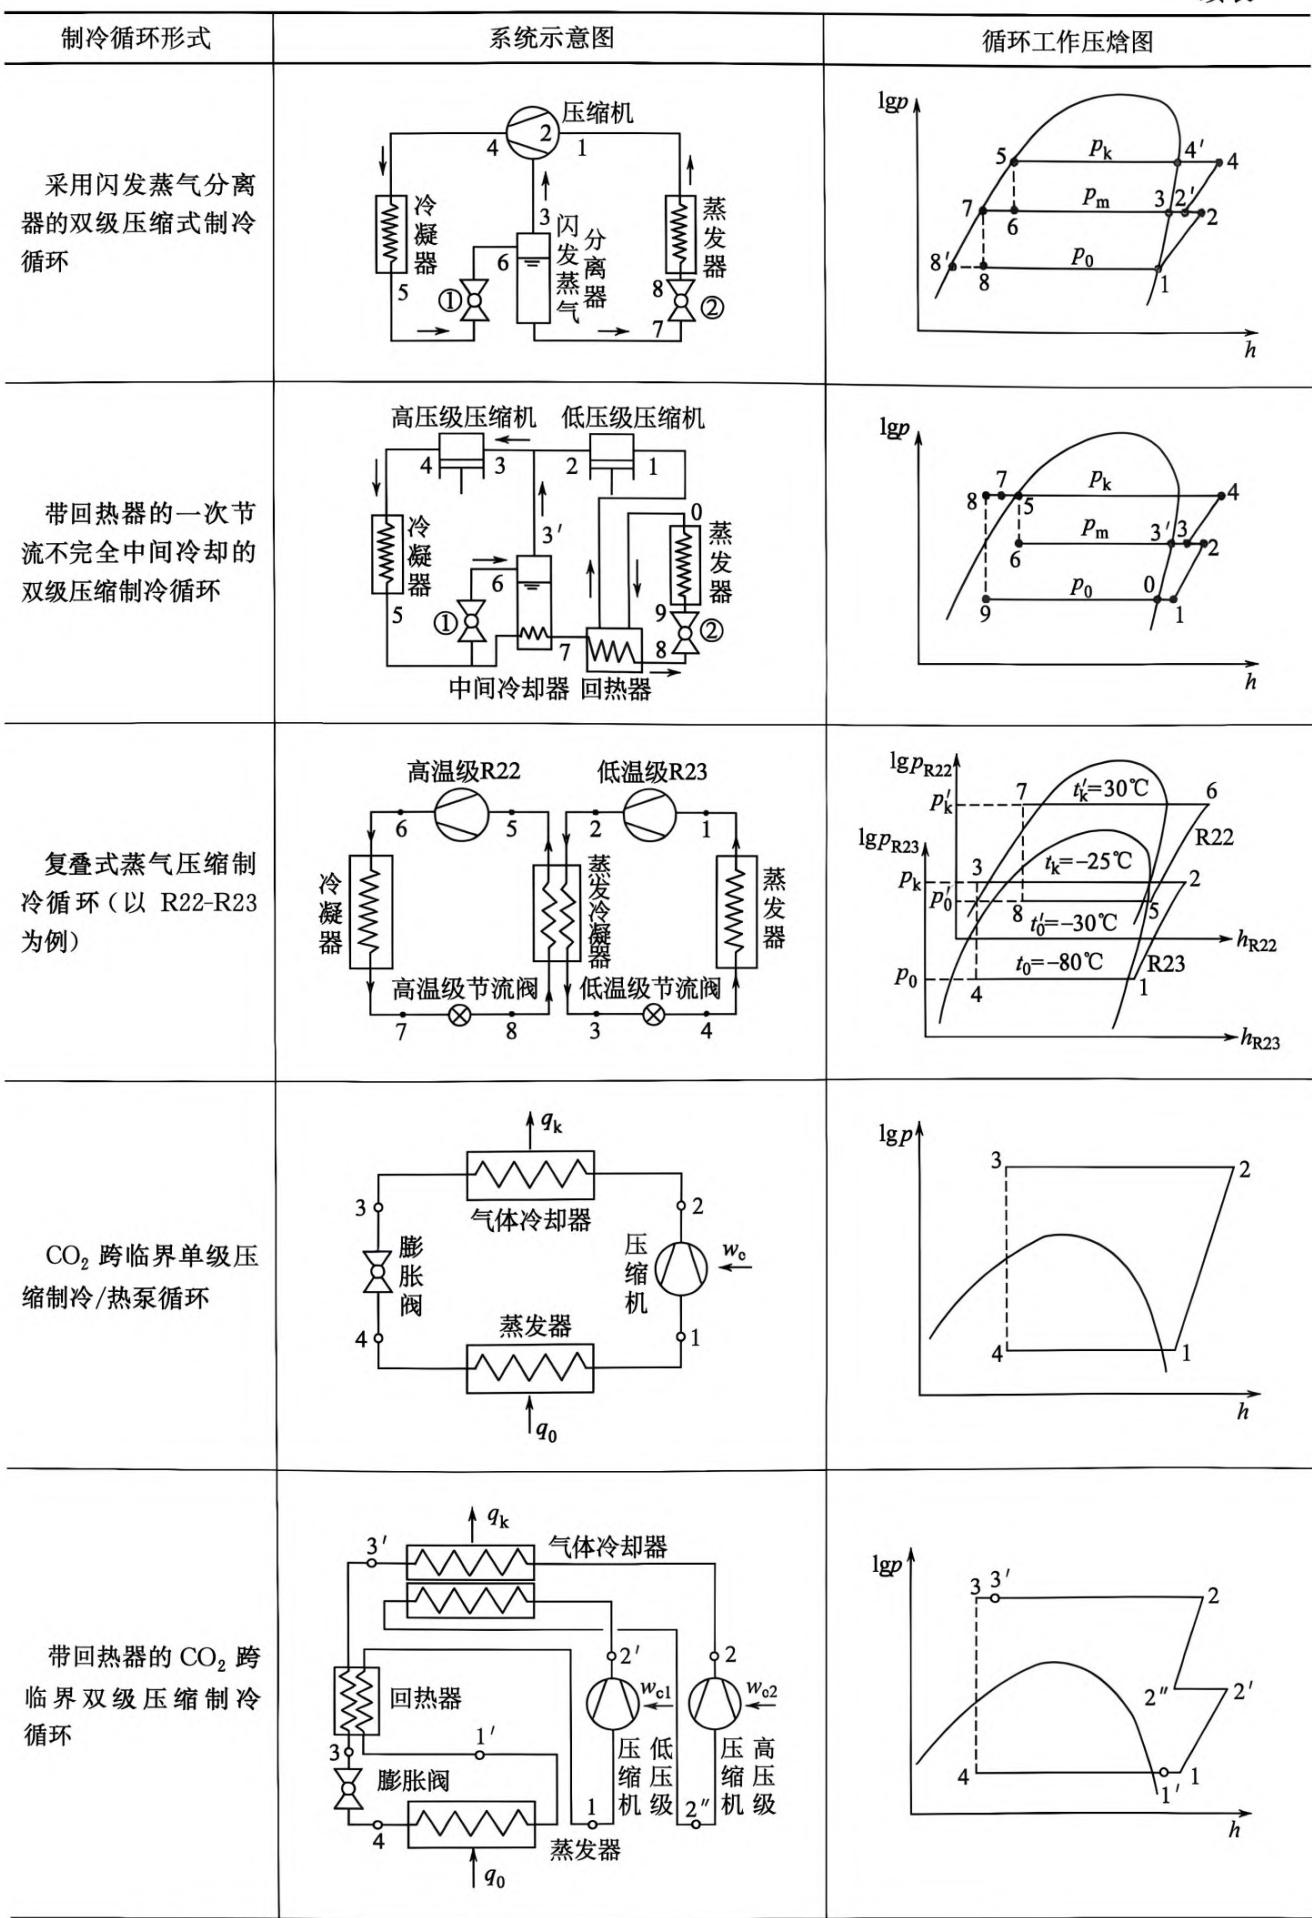 制冷循环形式 系统示意图 循环工作压焓图
采用闪发蒸气分离
器的双级压缩式制冷
循环
压缩机
4 2 1
冷凝器
3
闪发蒸气
分离器
蒸发器
6
5 ① 8 ②
7
lgp
5 pk 4′ 4
7 pm 3 2′ 2
6
8′ p0
8 1
h
带回热器的一次节
流不完全中间冷却的
双级压缩制冷循环
高压级压缩机 低压级压缩机
4 3 2 1
0
冷凝器
3′
蒸发器
6
9
5 ① ②
7 8
中间冷却器 回热器
lgp
8 7 5 pk 4
6 pm 3′ 3 2
9 p0 0 1
h
复叠式蒸气压缩制
冷循环（以 R22-R23
为例）
高温级R22 低温级R23
6 5 2 1
冷凝器
蒸发冷凝器
蒸发器
高温级节流阀 低温级节流阀
7 8 3 4
lgpR22
p′k 7 t′k=30℃ 6
lgpR23 R22
3 tk=-25℃
pk 2
p′0 8 5
t′0=-30℃ hR22
t0=-80℃ R23
p0 4 1
hR23
CO₂ 跨临界单级压
缩制冷/热泵循环
qk
3 2
气体冷却器
膨胀阀
压缩机
wc
蒸发器
4 1
q0
lgp
3 2
4 1
h
带回热器的 CO₂ 跨
临界双级压缩制冷
循环
qk
3′ 气体冷却器
2′ 2
回热器 wc1 wc2
1′
3
膨胀阀
低压级
压缩机
高压级
压缩机
1 2″
4 蒸发器
q0
lgp
3 3′ 2
2″ 2′
4 1′ 1
h